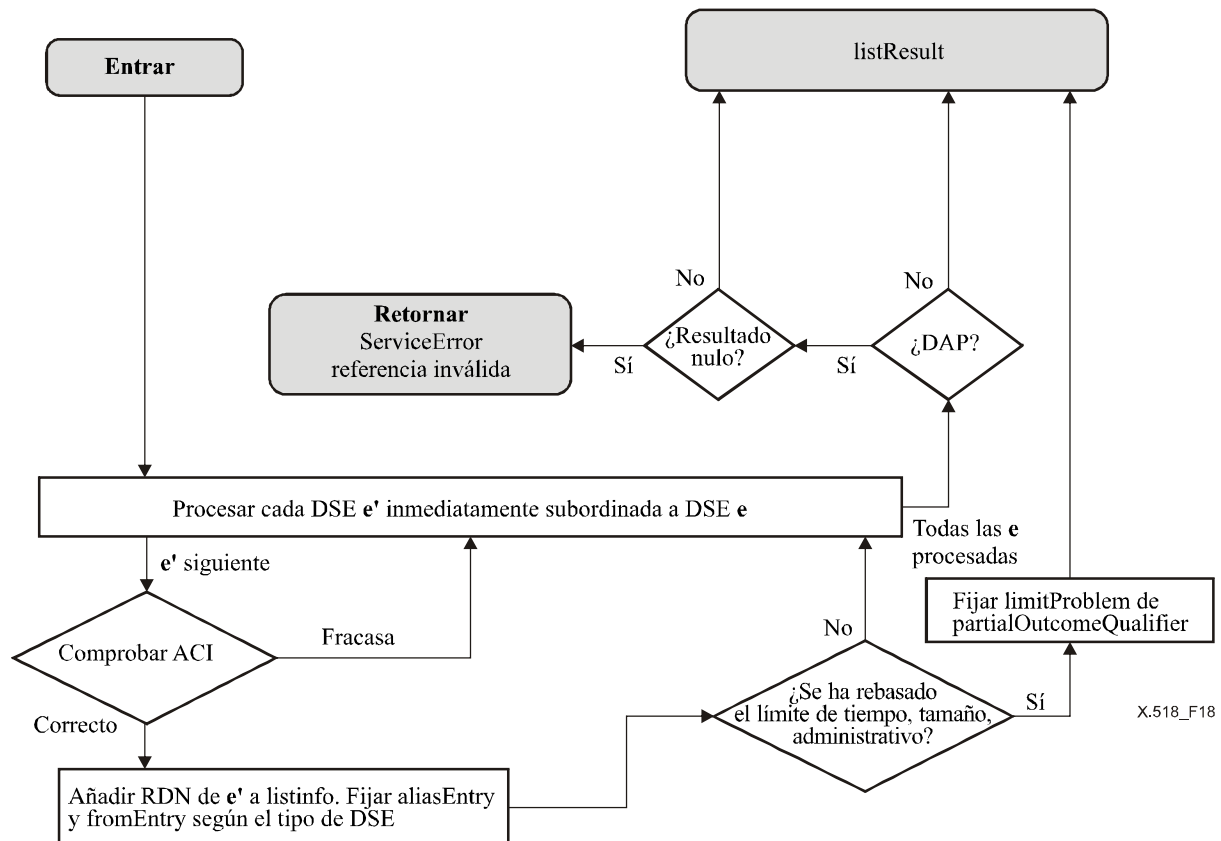 Entrar
listResult
No
No
Retornar
ServiceError
referencia inválida
Sí
¿Resultado
nulo?
Sí
¿DAP?
Procesar cada DSE e' inmediatamente subordinada a DSE e
Todas las e
procesadas
e' siguiente
Comprobar ACI
Fracasa
Correcto
Añadir RDN de e' a listinfo. Fijar aliasEntry
y fromEntry según el tipo de DSE
No
¿Se ha rebasado
el límite de tiempo, tamaño,
administrativo?
Sí
Fijar limitProblem de
partialOutcomeQualifier
X.518_F18